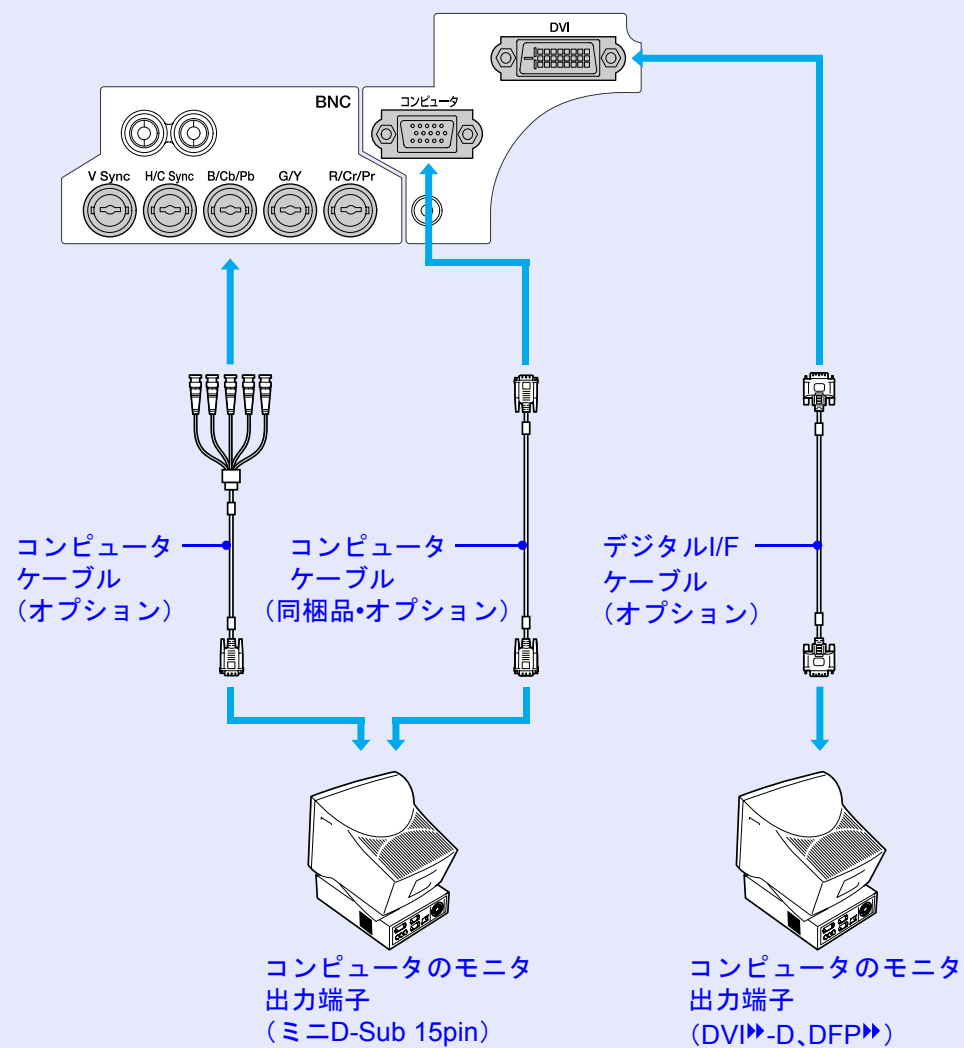 DVI
BNC
コンピュータ
V Sync H/C Sync B/Cb/Pb G/Y R/Cr/Pr
コンピュータ
ケーブル
（オプション）
コンピュータ
ケーブル
（同梱品•オプション）
デジタルI/F
ケーブル
（オプション）
コンピュータのモニタ
出力端子
（ミニD-Sub 15pin）
コンピュータのモニタ
出力端子
（DVI-D、DFP）